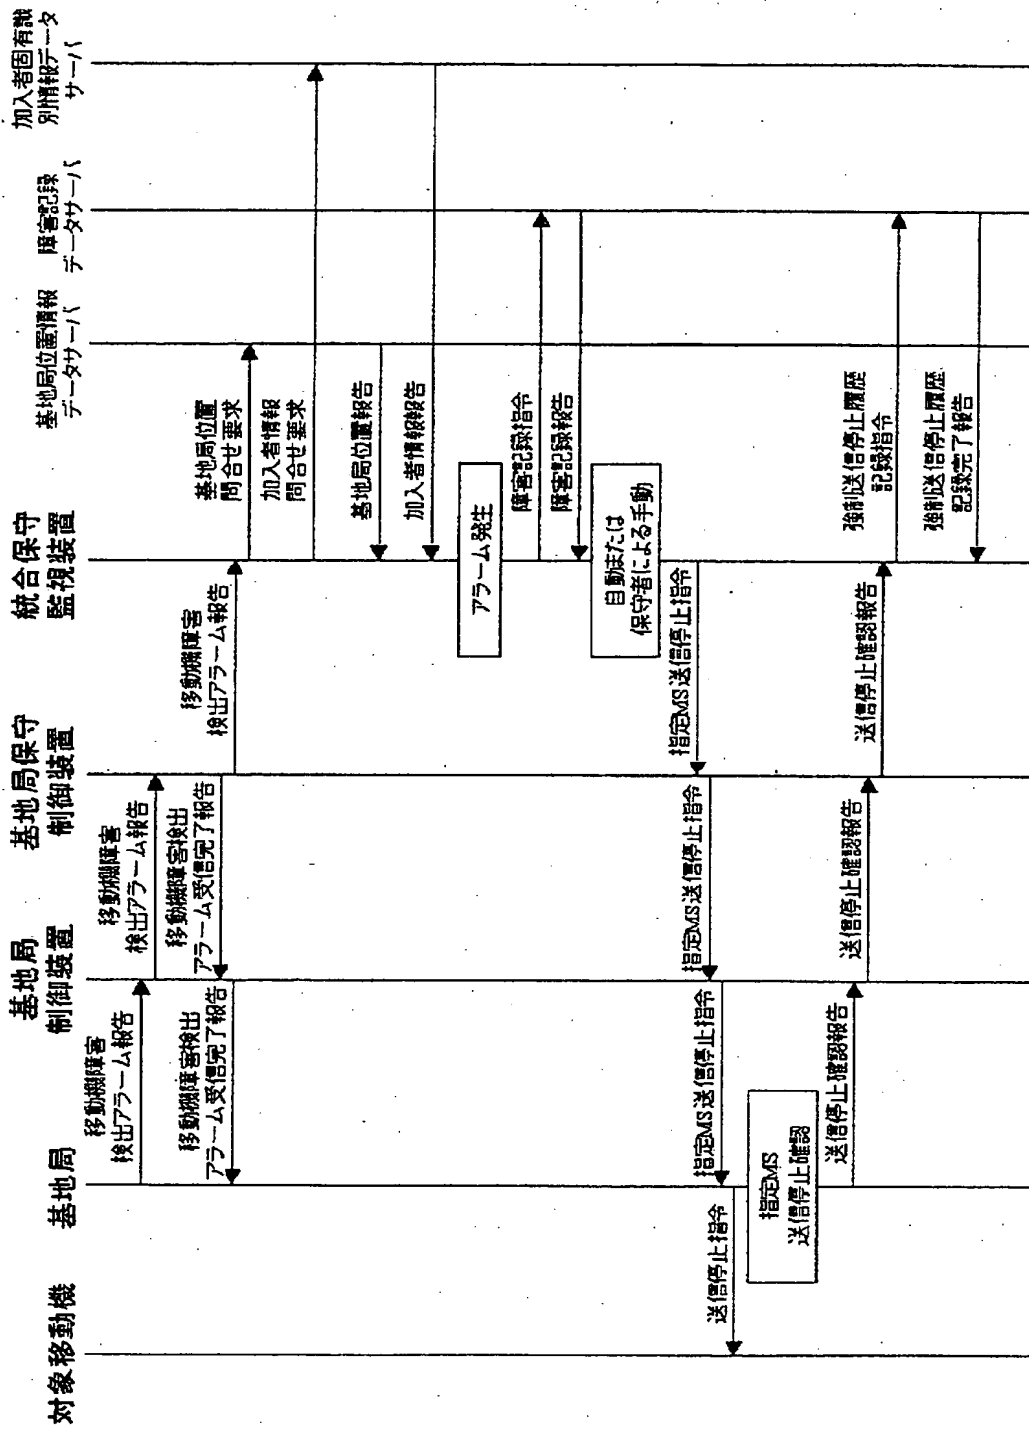 対象移動機
基地局
基地局
制御装置
基地局保守
制御装置
統合保守
監視装置
基地局位置情報
データサーバ
障害記録
データサーバ
加入者固有識
別情報データ
サーバ
移動機障害
検出アラーム報告
移動機障害
検出アラーム報告
移動機障害検出
アラーム受信完了報告
移動機障害検出
アラーム受信完了報告
移動機障害
検出アラーム報告
基地局位置
問合せ要求
加入者情報
問合せ要求
基地局位置報告
加入者情報報告
アラーム発生
障害記録指令
障害記録報告
自動または
保守者による手動
指定MS送信停止指令
指定MS送信停止指令
指定MS送信停止指令
送信停止指令
指定MS
送信停止確認
送信停止確認報告
送信停止確認報告
送信停止確認報告
強制送信停止履歴
記録指令
強制送信停止履歴
記録完了報告